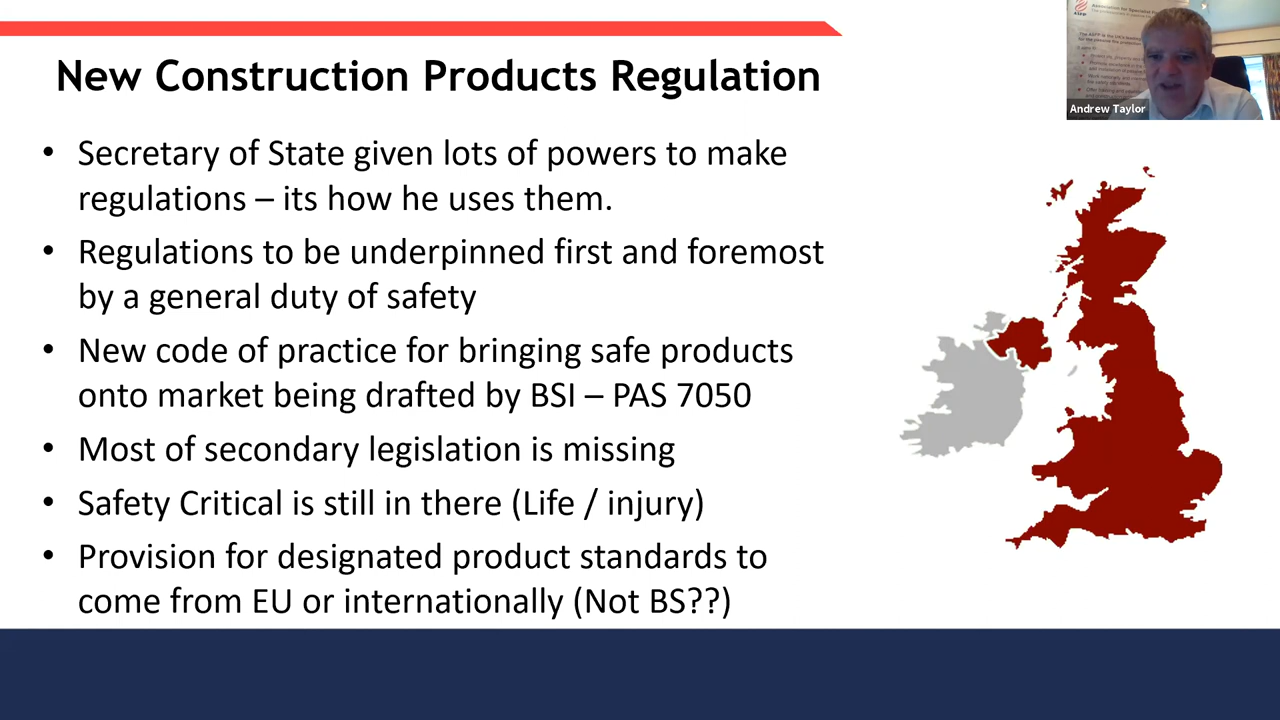 New Construction Products Regulation
• Secretary of State given lots of powers to make
regulations – its how he uses them.
• Regulations to be underpinned first and foremost
by a general duty of safety
• New code of practice for bringing safe products
onto market being drafted by BSI – PAS 7050
• Most of secondary legislation is missing
• Safety Critical is still in there (Life / injury)
• Provision for designated product standards to
come from EU or internationally (Not BS??)
Association for Specialist
Andrew Taylor